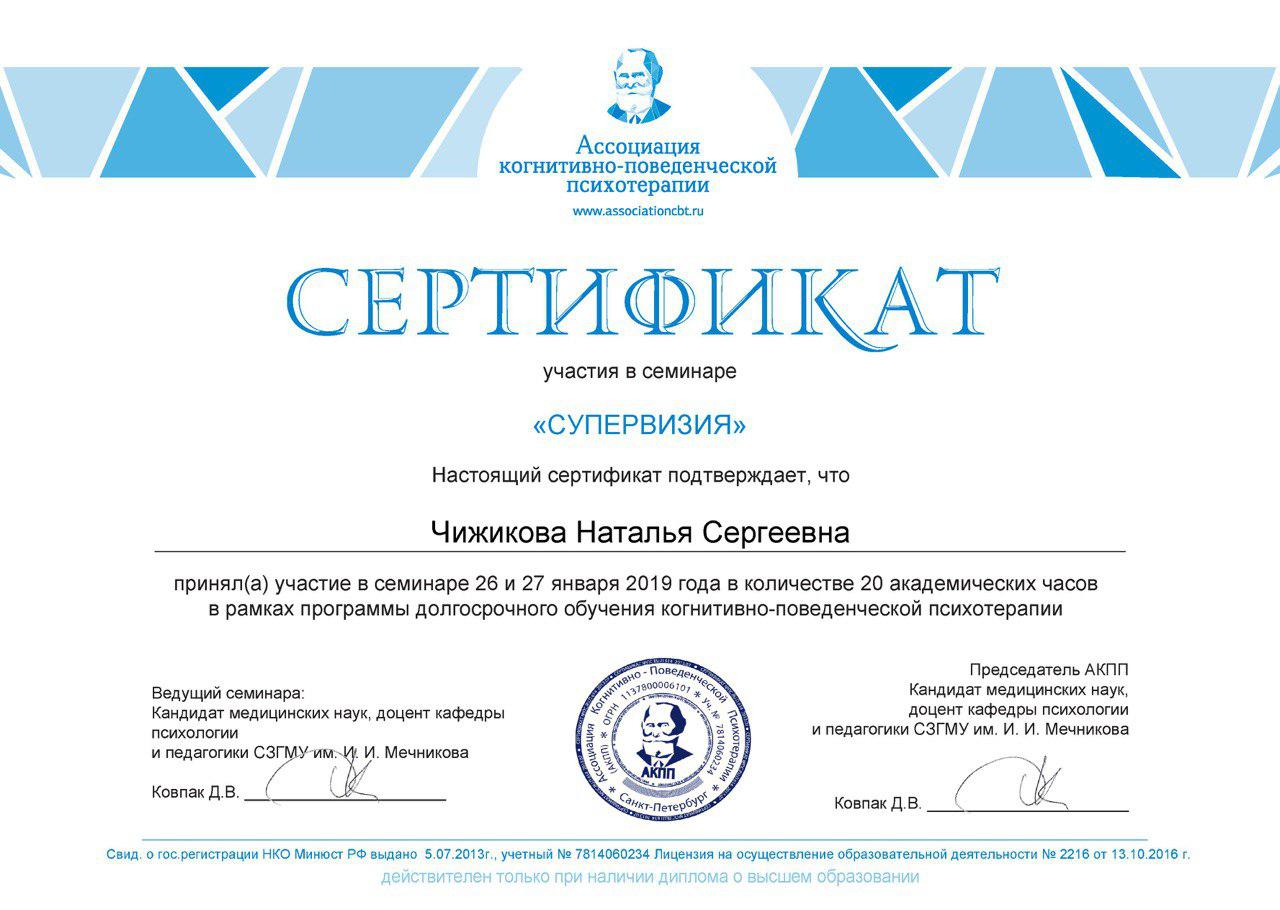 Ассоциация
когнитивно-поведенческой
психотерапии
www.associationcbt.ru
СЕРТИФИКАТ
участия в семинаре
«СУПЕРВИЗИЯ»
Настоящий сертификат подтверждает, что
Чижикова Наталья Сергеевна
принял(а) участие в семинаре 26 и 27 января 2019 года в количестве 20 академических часов
в рамках программы долгосрочного обучения когнитивно-поведенческой психотерапии
Ведущий семинара:
Кандидат медицинских наук, доцент кафедры
психологии
и педагогики СЗГМУ им. И. И. Мечникова
Ковпак Д.В.
Ассоциация Когнитивно - Поведенческой Психотерапии
(АКПП) * ОГРН 1137800006101 * Уч. № 7814060234
АКПП
* Санкт-Петербург *
Председатель АКПП
Кандидат медицинских наук,
доцент кафедры психологии
и педагогики СЗГМУ им. И. И. Мечникова
Ковпак Д.В.
Свид. о гос.регистрации НКО Минюст РФ выдано 5.07.2013г., учетный № 7814060234 Лицензия на осуществление образовательной деятельности № 2216 от 13.10.2016 г.
действителен только при наличии диплома о высшем образовании